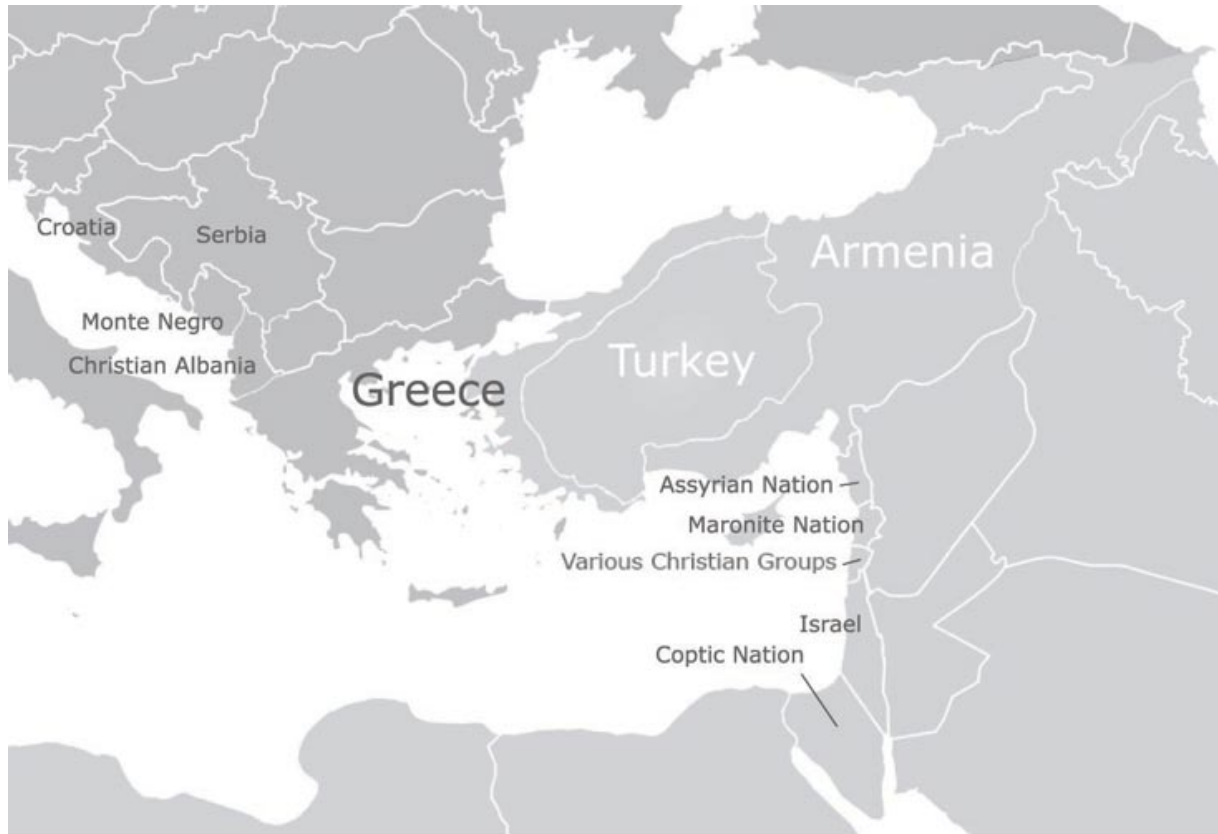 Croatia
Serbia
Armenia
Monte Negro
Turkey
Christian Albania
Greece
Assyrian Nation
Maronite Nation
Various Christian Groups
Israel
Coptic Nation